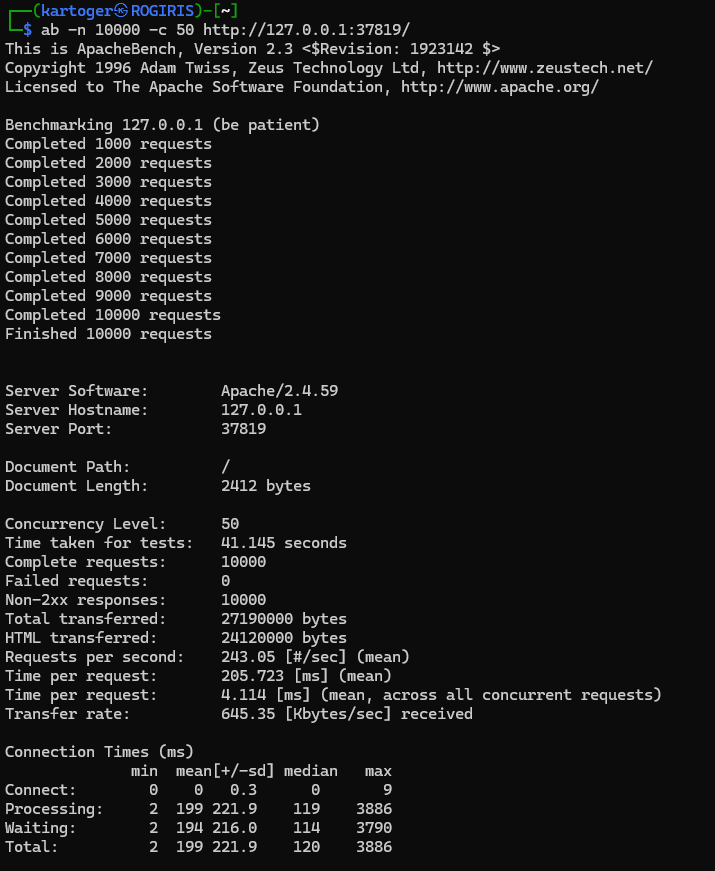 ┌──(kartoger㉿ROGIRIS)-[~]
└─$ ab -n 10000 -c 50 http://127.0.0.1:37819/
This is ApacheBench, Version 2.3 <$Revision: 1923142 $>
Copyright 1996 Adam Twiss, Zeus Technology Ltd, http://www.zeustech.net/
Licensed to The Apache Software Foundation, http://www.apache.org/

Benchmarking 127.0.0.1 (be patient)
Completed 1000 requests
Completed 2000 requests
Completed 3000 requests
Completed 4000 requests
Completed 5000 requests
Completed 6000 requests
Completed 7000 requests
Completed 8000 requests
Completed 9000 requests
Completed 10000 requests
Finished 10000 requests


Server Software:        Apache/2.4.59
Server Hostname:        127.0.0.1
Server Port:            37819

Document Path:          /
Document Length:        2412 bytes

Concurrency Level:      50
Time taken for tests:   41.145 seconds
Complete requests:      10000
Failed requests:        0
Non-2xx responses:      10000
Total transferred:      27190000 bytes
HTML transferred:       24120000 bytes
Requests per second:    243.05 [#/sec] (mean)
Time per request:       205.723 [ms] (mean)
Time per request:       4.114 [ms] (mean, across all concurrent requests)
Transfer rate:          645.35 [Kbytes/sec] received

Connection Times (ms)
              min  mean[+/-sd] median   max
Connect:        0    0   0.3      0       9
Processing:     2  199 221.9    119    3886
Waiting:        2  194 216.0    114    3790
Total:          2  199 221.9    120    3886